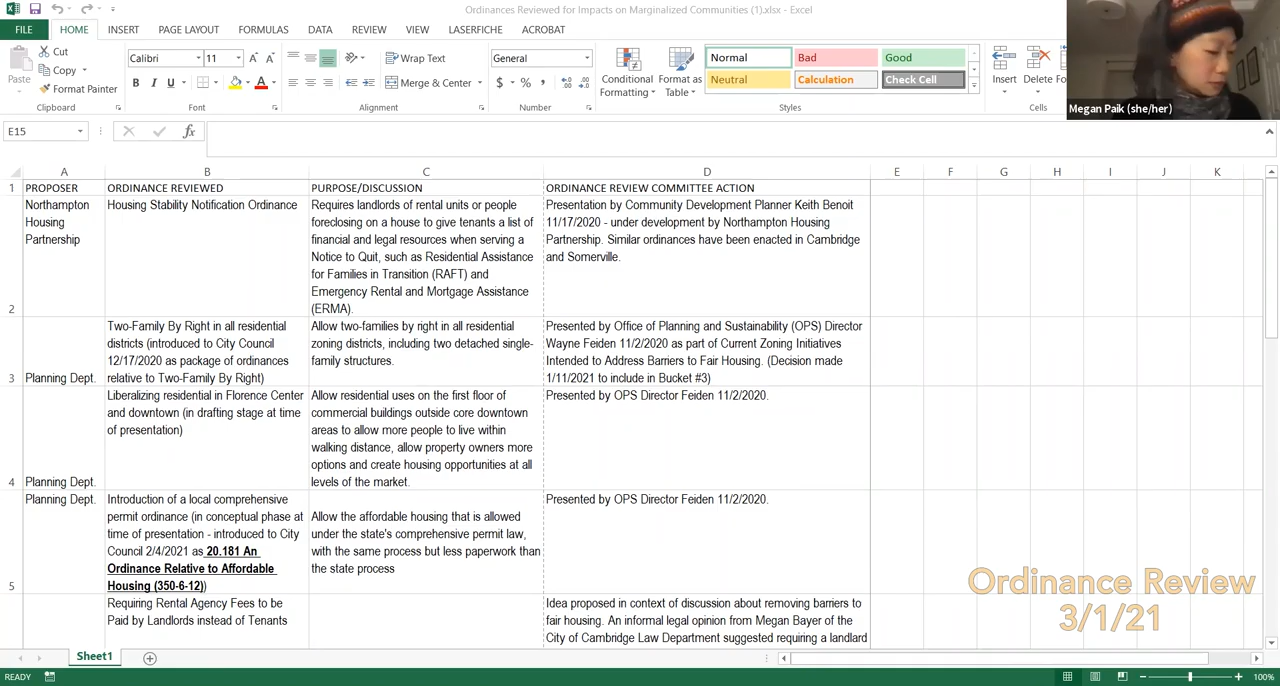 Ordinances Reviewed for Impacts on Marginalized Communities (1).xlsx - Excel
FILE HOME INSERT PAGE LAYOUT FORMULAS DATA REVIEW VIEW LASERFICHE ACROBAT
Paste
Cut
Copy
Format Painter
Calibri 11
B I U
Wrap Text
Merge & Center
General
$ % ,
Conditional Formatting
Format as Table
Normal Bad Good
Neutral Calculation Check Cell
Insert Delete Fo
Clipboard Font Alignment Number Styles Cells
Megan Paik (she/her)
E15
fx
A B C D E F G H I J K
1 PROPOSER ORDINANCE REVIEWED PURPOSE/DISCUSSION ORDINANCE REVIEW COMMITTEE ACTION
2
Northampton
Housing
Partnership
Housing Stability Notification Ordinance
Requires landlords of rental units or people
foreclosing on a house to give tenants a list of
financial and legal resources when serving a
Notice to Quit, such as Residential Assistance
for Families in Transition (RAFT) and
Emergency Rental and Mortgage Assistance
(ERMA).
Presentation by Community Development Planner Keith Benoit
11/17/2020 - under development by Northampton Housing
Partnership. Similar ordinances have been enacted in Cambridge
and Somerville.
3
Planning Dept.
Two-Family By Right in all residential
districts (introduced to City Council
12/17/2020 as package of ordinances
relative to Two-Family By Right)
Allow two-families by right in all residential
zoning districts, including two detached single-
family structures.
Presented by Office of Planning and Sustainability (OPS) Director
Wayne Feiden 11/2/2020 as part of Current Zoning Initiatives
Intended to Address Barriers to Fair Housing. (Decision made
1/11/2021 to include in Bucket #3)
4
Planning Dept.
Liberalizing residential in Florence Center
and downtown (in drafting stage at time
of presentation)
Allow residential uses on the first floor of
commercial buildings outside core downtown
areas to allow more people to live within
walking distance, allow property owners more
options and create housing opportunities at all
levels of the market.
Presented by OPS Director Feiden 11/2/2020.
5
Planning Dept.
Introduction of a local comprehensive
permit ordinance (in conceptual phase at
time of presentation - introduced to City
Council 2/4/2021 as 20.181 An
Ordinance Relative to Affordable
Housing (350-6-12))
Allow the affordable housing that is allowed
under the state's comprehensive permit law,
with the same process but less paperwork than
the state process
Presented by OPS Director Feiden 11/2/2020.
Requiring Rental Agency Fees to be
Paid by Landlords instead of Tenants
Idea proposed in context of discussion about removing barriers to
fair housing. An informal legal opinion from Megan Bayer of the
City of Cambridge Law Department suggested requiring a landlard
Ordinance Review
3/1/21
Sheet1
READY
100%